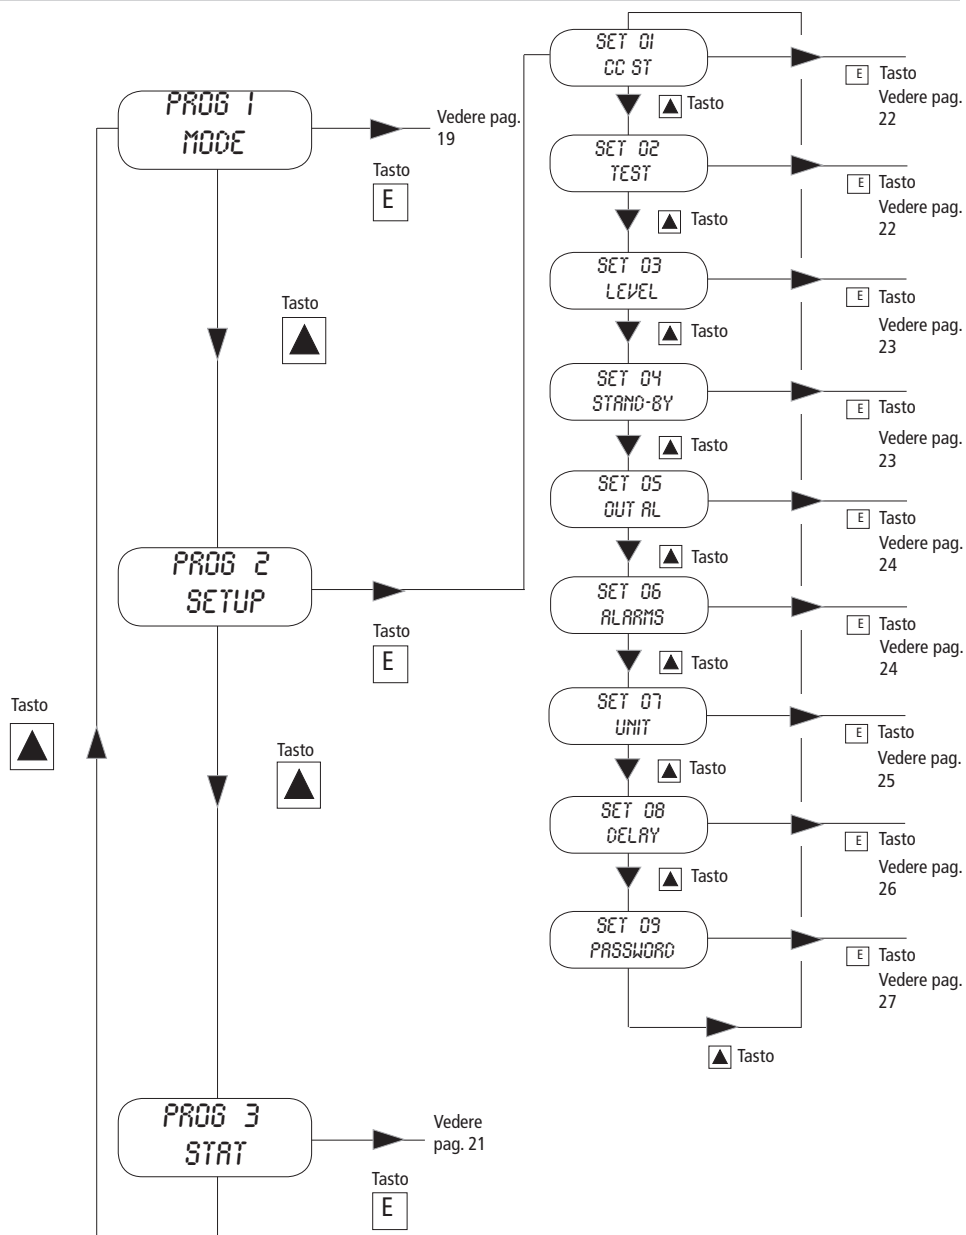 PROG 1
MODE
Vedere pag.
19
Tasto
E
Tasto
PROG 2
SETUP
Tasto
E
Tasto
Tasto
PROG 3
STAT
Vedere
pag. 21
Tasto
E
SET 01
CC ST
E Tasto
Vedere pag.
22
Tasto
SET 02
TEST
E Tasto
Vedere pag.
22
Tasto
SET 03
LEVEL
E Tasto
Vedere pag.
23
Tasto
SET 04
STAND-BY
E Tasto
Vedere pag.
23
Tasto
SET 05
OUT AL
E Tasto
Vedere pag.
24
Tasto
SET 06
ALARMS
E Tasto
Vedere pag.
24
Tasto
SET 07
UNIT
E Tasto
Vedere pag.
25
Tasto
SET 08
DELAY
E Tasto
Vedere pag.
26
Tasto
SET 09
PASSWORD
E Tasto
Vedere pag.
27
Tasto